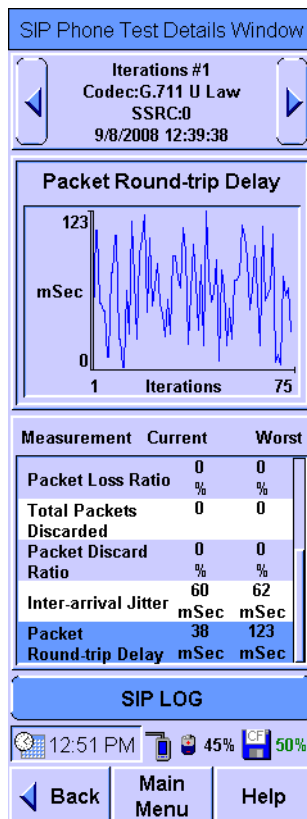 SIP Phone Test Details Window
Iterations #1
Codec:G.711 U Law
SSRC:0
9/8/2008 12:39:38
Packet Round-trip Delay
123
mSec
0
1 Iterations 75
Measurement Current Worst
Packet Loss Ratio 0 % 0 %
Total Packets Discarded 0 0
Packet Discard Ratio 0 % 0 %
Inter-arrival Jitter 60 mSec 62 mSec
Packet Round-trip Delay 38 mSec 123 mSec
SIP LOG
12:51 PM 45% CF 50%
Back Main Menu Help